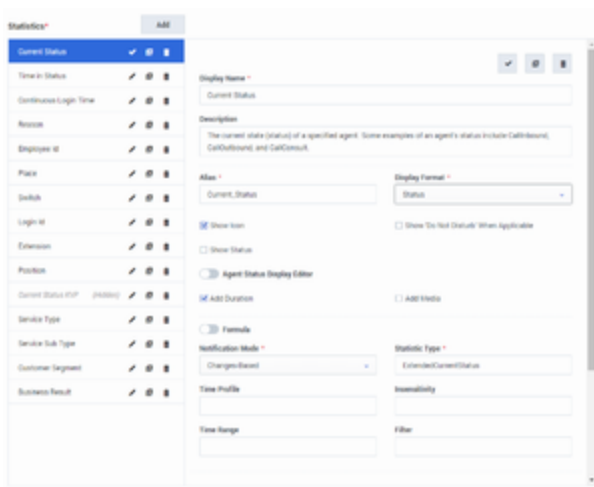 Statistics*
Add
Current Status
Time in Status
Continuous Login Time
Reason
Employee Id
Place
Switch
Login Id
Extension
Position
Current Status KVP (Hidden)
Service Type
Service Sub Type
Customer Segment
Business Result
Display Name *
Current Status
Description
The current state (status) of a specified agent. Some examples of an agent's status include CallInbound,
CallOutbound, and CallConsult.
Alias * Display Format *
Current_Status Status
Show Icon Show 'Do Not Disturb' When Applicable
Show Status
Agent Status Display Editor
Add Duration Add Media
Formula
Notification Mode * Statistic Type *
Changes-Based ExtendedCurrentStatus
Time Profile Insensitivity
Time Range Filter